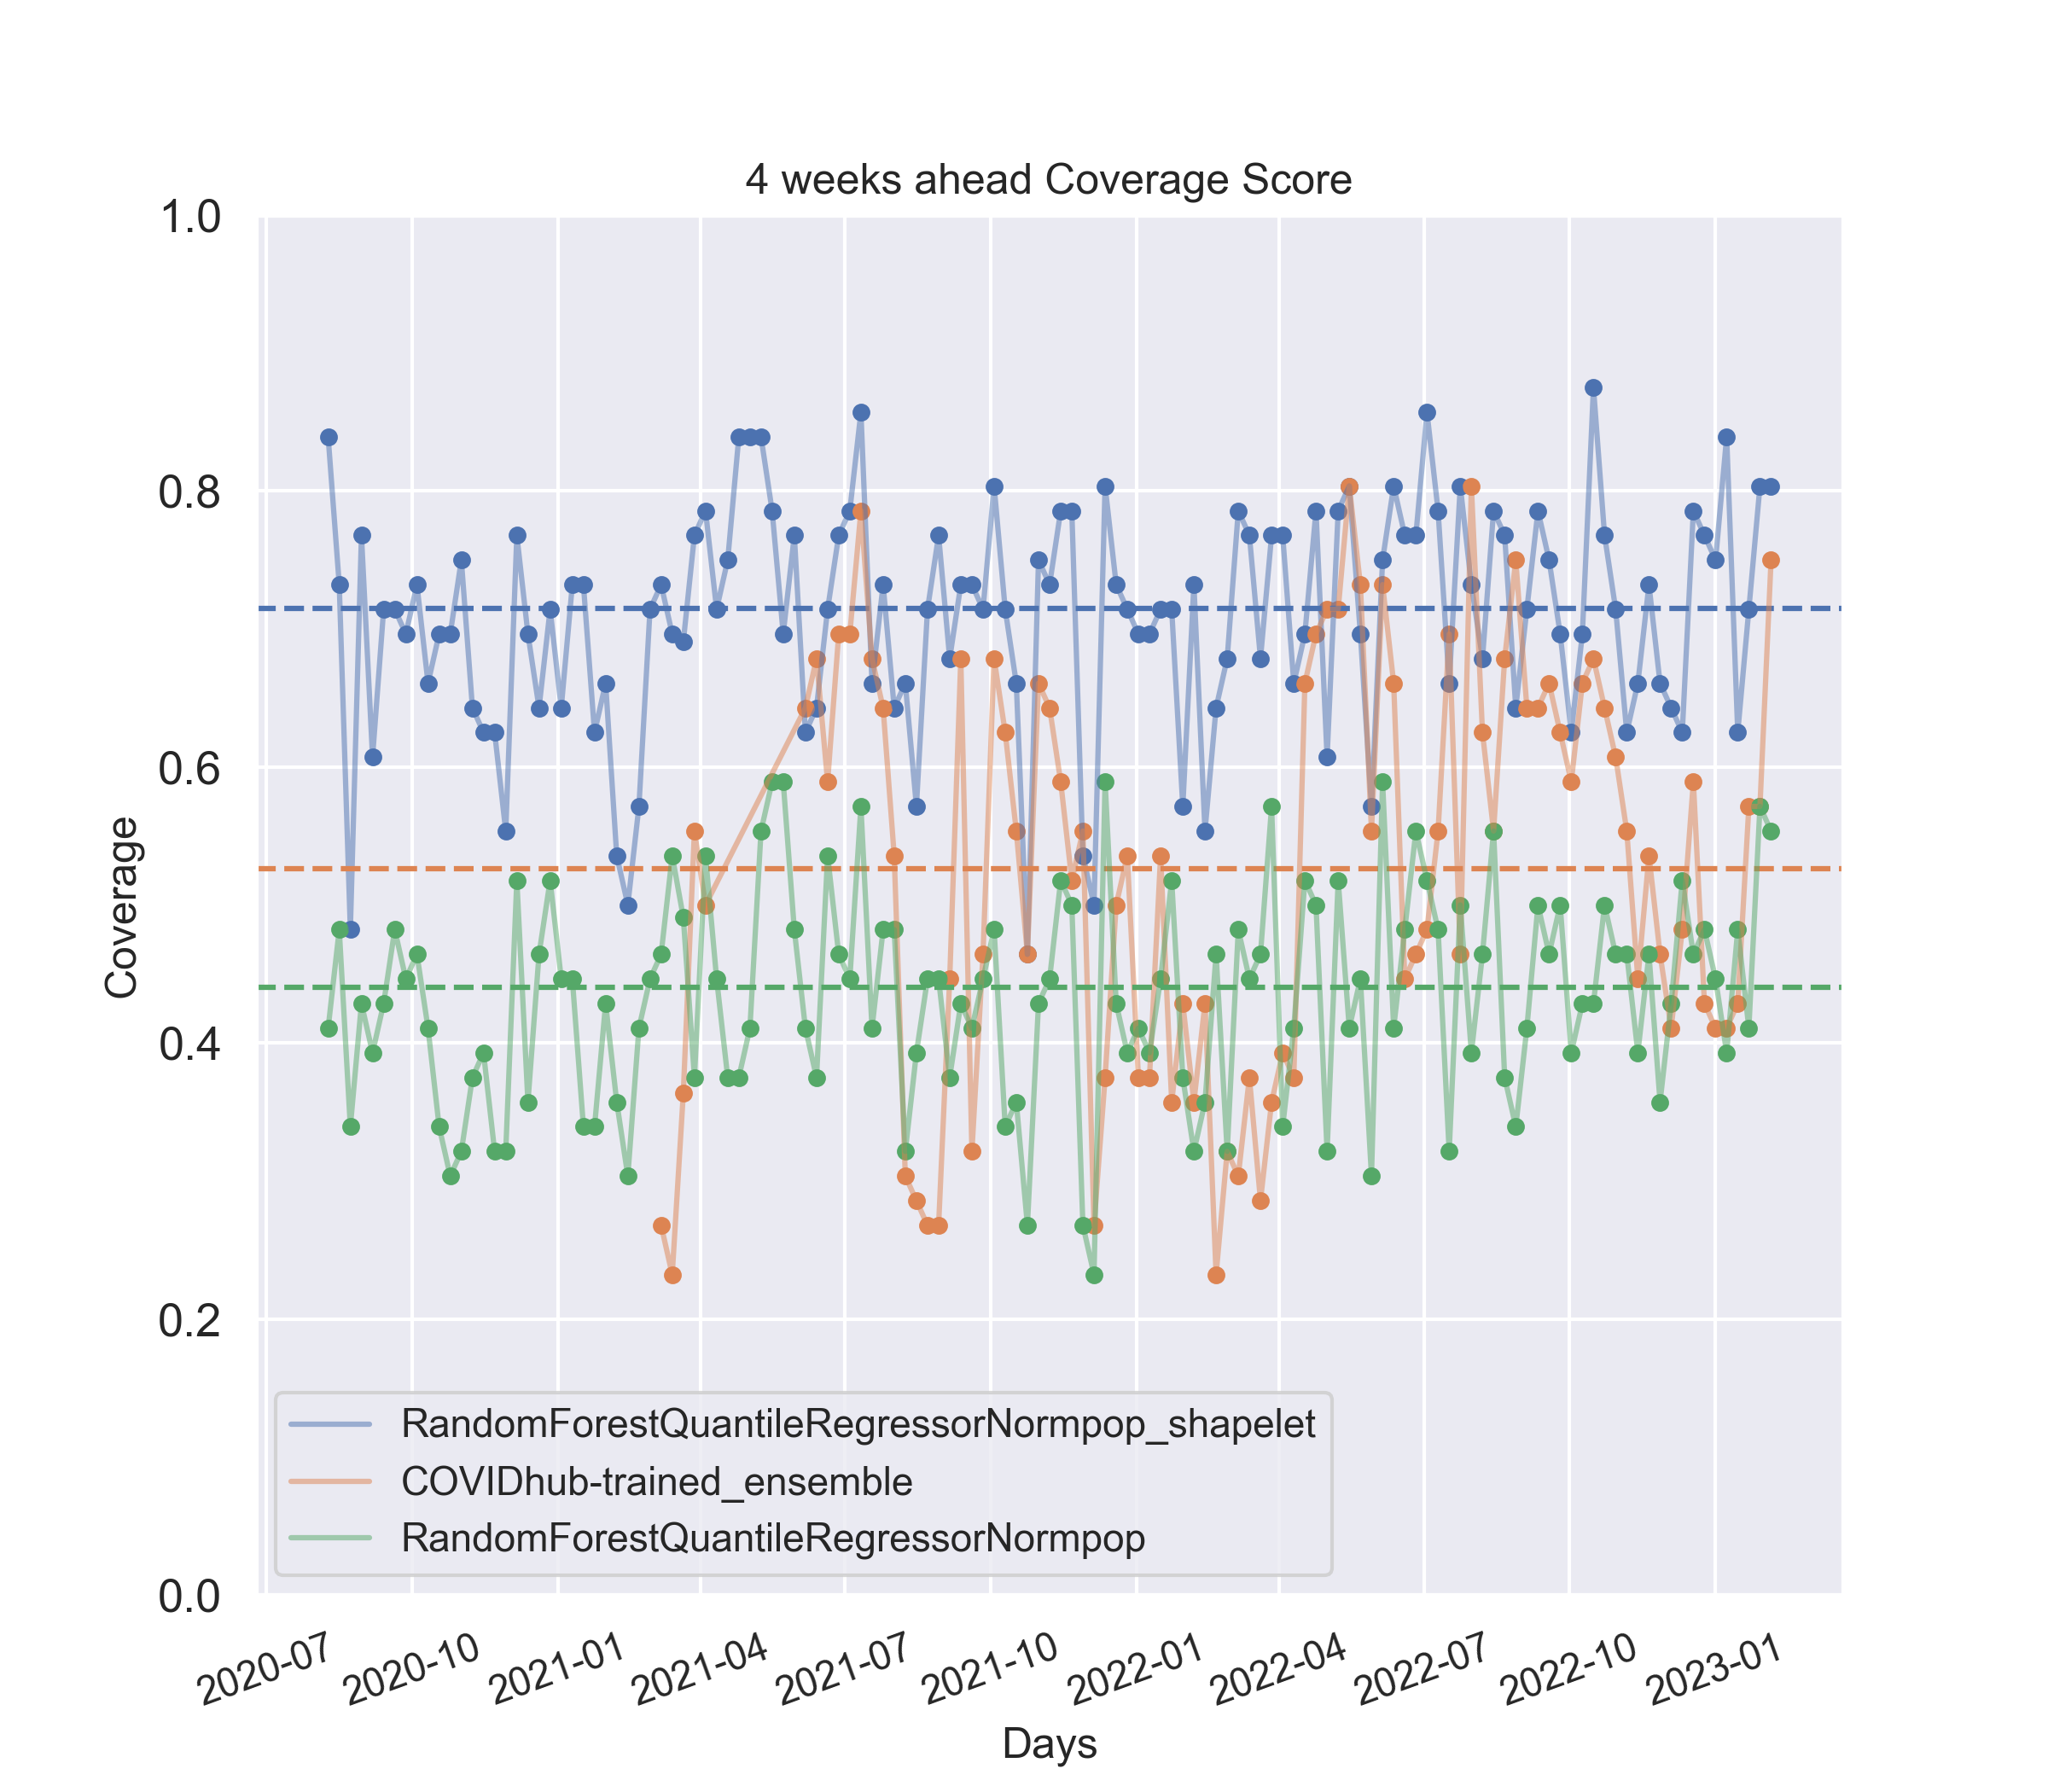 4 weeks ahead Coverage Score
1.0
0.8
0.6
0.4
0.2
0.0
Coverage
RandomForestQuantileRegressorNormpop_shapelet
COVIDhub-trained_ensemble
RandomForestQuantileRegressorNormpop
2020-07
2020-10
2021-01
2021-04
2021-07
2021-10
2022-01
2022-04
2022-07
2022-10
2023-01
Days